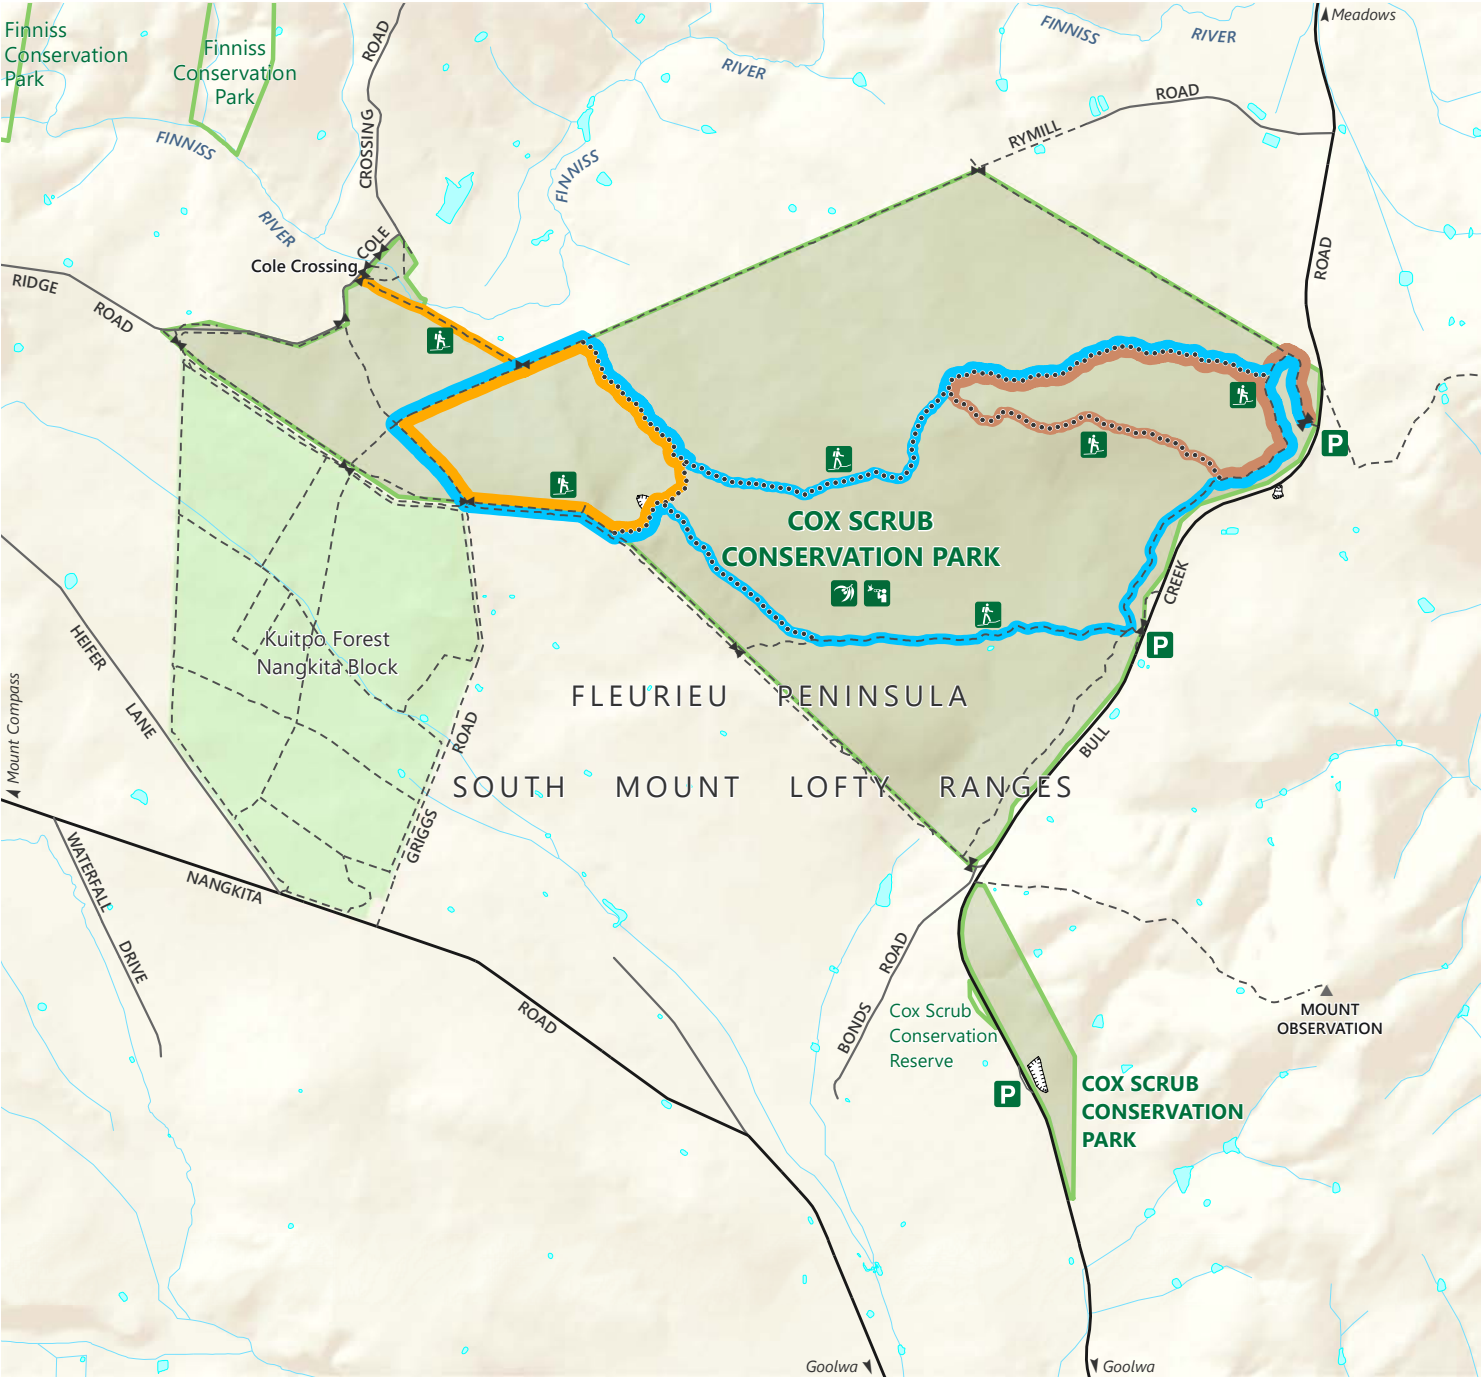 Finniss
Conservation
Park
Finniss
Conservation
Park
ROAD
CROSSING
COLE
FINNISS
RIVER
FINNISS
RIVER
FINNISS
RIVER
Meadows
ROAD
RYMILL
ROAD
Cole Crossing
RIDGE
ROAD
P
COX SCRUB
CONSERVATION PARK
CREEK
P
BULL
Kuitpo Forest
Nangkita Block
HEIFER
LANE
Mount Compass
ROAD
GRIGGS
FLEURIEU PENINSULA
SOUTH MOUNT LOFTY RANGES
WATERFALL
DRIVE
NANGKITA
ROAD
ROAD
BONDS
Cox Scrub
Conservation
Reserve
P
MOUNT
OBSERVATION
COX SCRUB
CONSERVATION
PARK
Goolwa
Goolwa